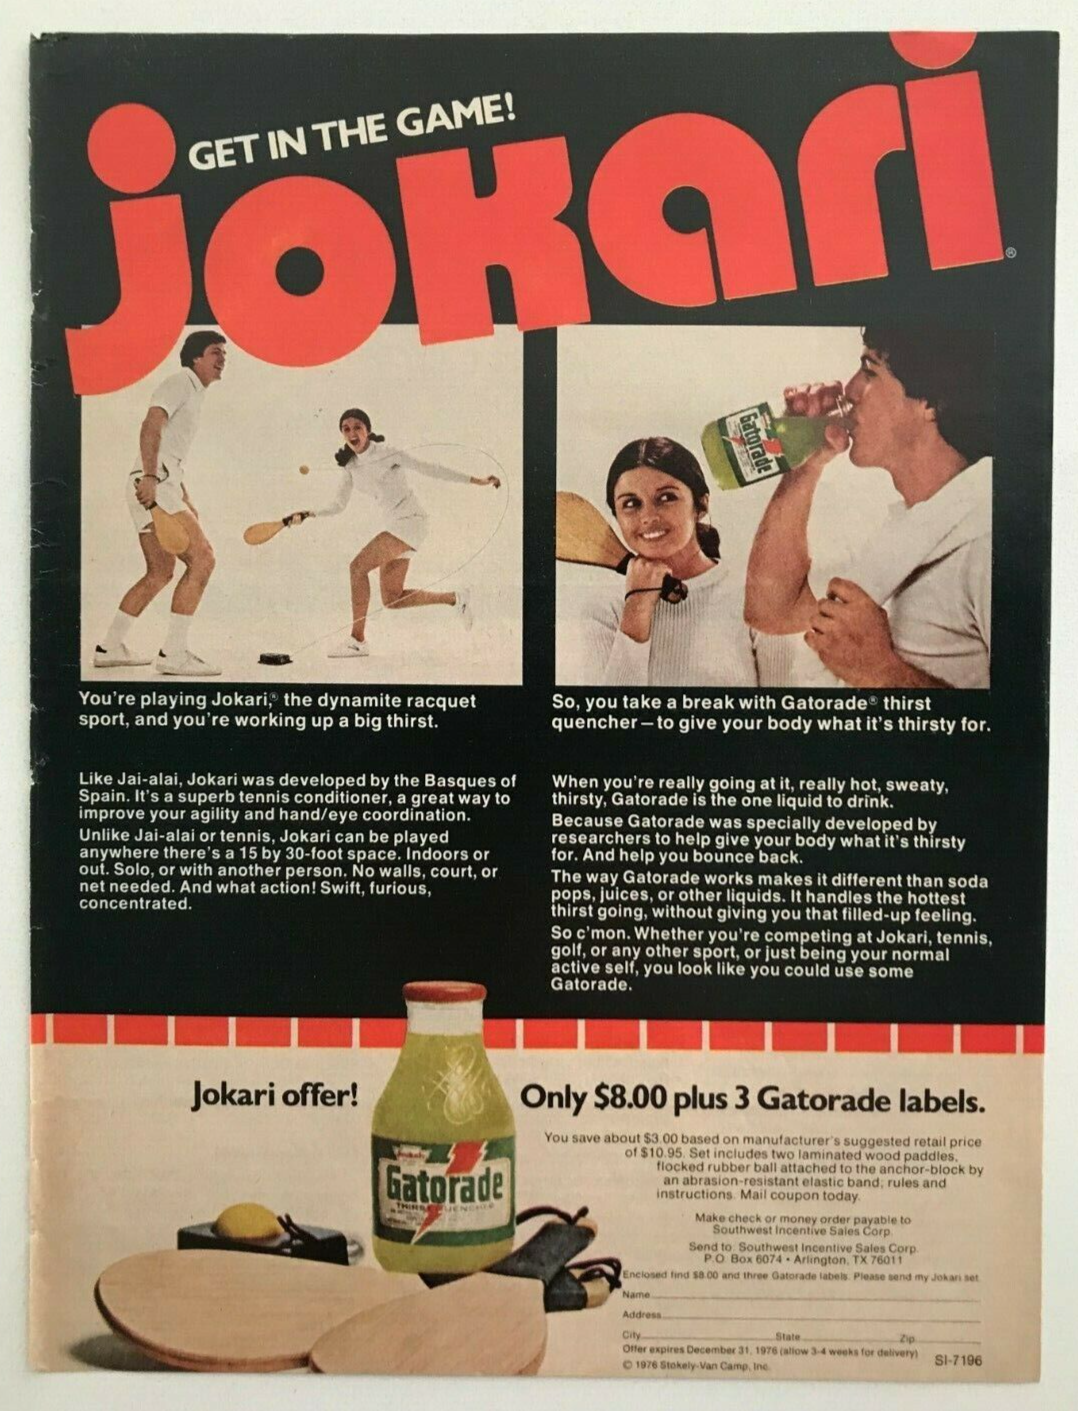 GET IN THE GAME!
jokari®
Gatorade
You're playing Jokari,® the dynamite racquet
sport, and you're working up a big thirst.
So, you take a break with Gatorade® thirst
quencher—to give your body what it's thirsty for.
Like Jai-alai, Jokari was developed by the Basques of
Spain. It's a superb tennis conditioner, a great way to
improve your agility and hand/eye coordination.
Unlike Jai-alai or tennis, Jokari can be played
anywhere there's a 15 by 30-foot space. Indoors or
out. Solo, or with another person. No walls, court, or
net needed. And what action! Swift, furious,
concentrated.
When you're really going at it, really hot, sweaty,
thirsty, Gatorade is the one liquid to drink.
Because Gatorade was specially developed by
researchers to help give your body what it's thirsty
for. And help you bounce back.
The way Gatorade works makes it different than soda
pops, juices, or other liquids. It handles the hottest
thirst going, without giving you that filled-up feeling.
So c'mon. Whether you're competing at Jokari, tennis,
golf, or any other sport, or just being your normal
active self, you look like you could use some
Gatorade.
Jokari offer!
Only $8.00 plus 3 Gatorade labels.
Gatorade
THIRST QUENCHER
You save about $3.00 based on manufacturer's suggested retail price
of $10.95. Set includes two laminated wood paddles,
flocked rubber ball attached to the anchor-block by
an abrasion-resistant elastic band; rules and
instructions. Mail coupon today.
Make check or money order payable to
Southwest Incentive Sales Corp.
Send to: Southwest Incentive Sales Corp.
P.O. Box 6074 • Arlington, TX 76011
Enclosed find $8.00 and three Gatorade labels. Please send my Jokari set.
Name
Address
City State Zip
Offer expires December 31, 1976 (allow 3-4 weeks for delivery)
© 1976 Stokely-Van Camp, Inc.
SI-7196